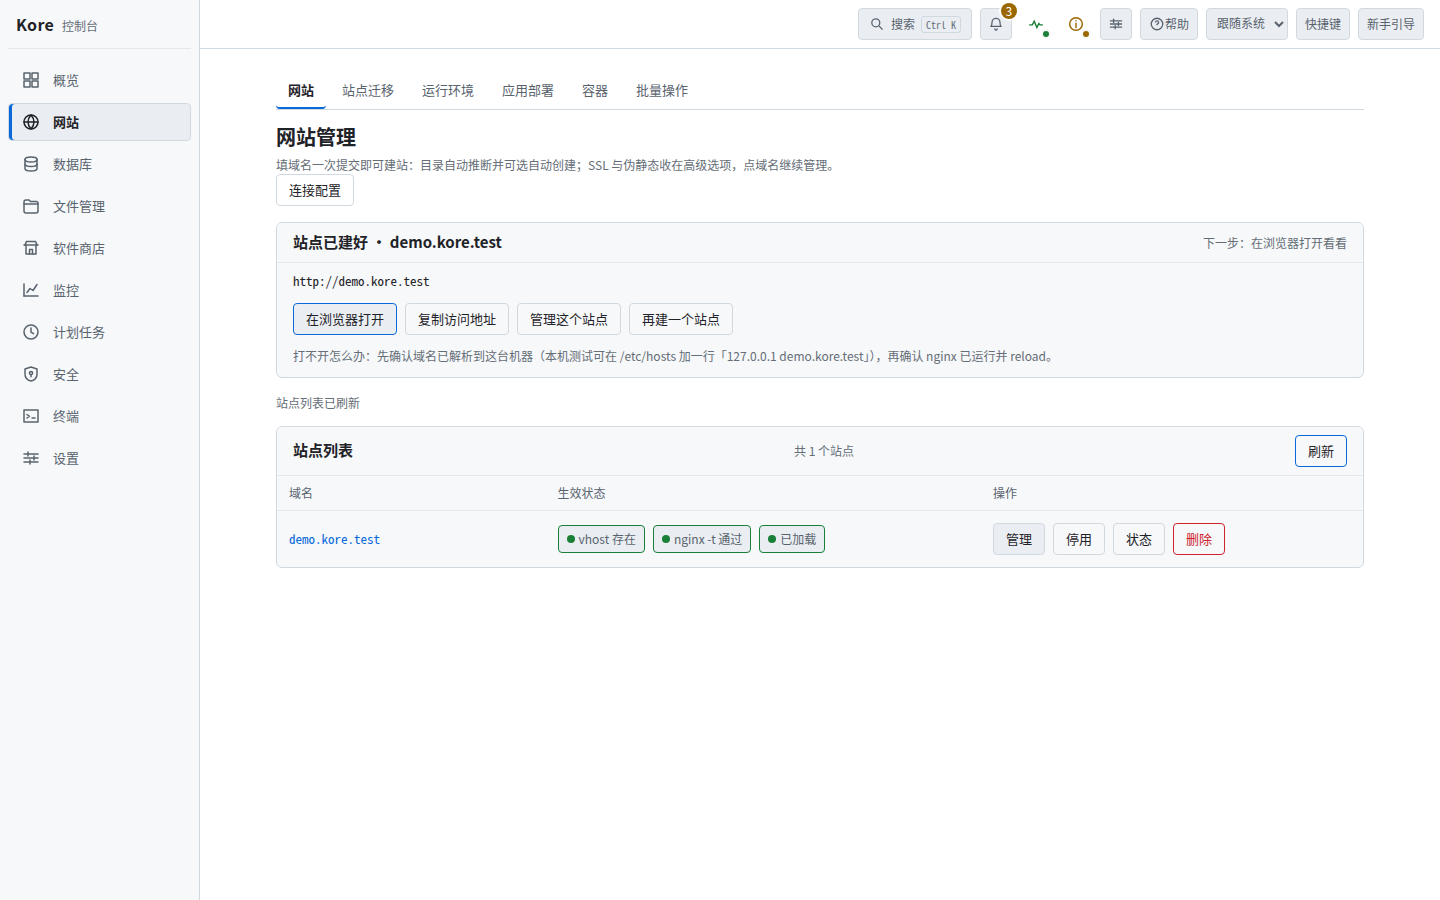 Kore 控制台
搜索 Ctrl K
3
帮助
跟随系统
快捷键
新手引导
概览
网站
数据库
文件管理
软件商店
监控
计划任务
安全
终端
设置
网站 站点迁移 运行环境 应用部署 容器 批量操作
网站管理
填域名一次提交即可建站：目录自动推断并可选自动创建；SSL 与伪静态收在高级选项，点域名继续管理。
连接配置
站点已建好 · demo.kore.test
下一步：在浏览器打开看看
http://demo.kore.test
在浏览器打开 复制访问地址 管理这个站点 再建一个站点
打不开怎么办：先确认域名已解析到这台机器（本机测试可在 /etc/hosts 加一行「127.0.0.1 demo.kore.test」），再确认 nginx 已运行并 reload。
站点列表已刷新
站点列表 共 1 个站点 刷新
域名 生效状态 操作
demo.kore.test vhost 存在 nginx -t 通过 已加载 管理 停用 状态 删除